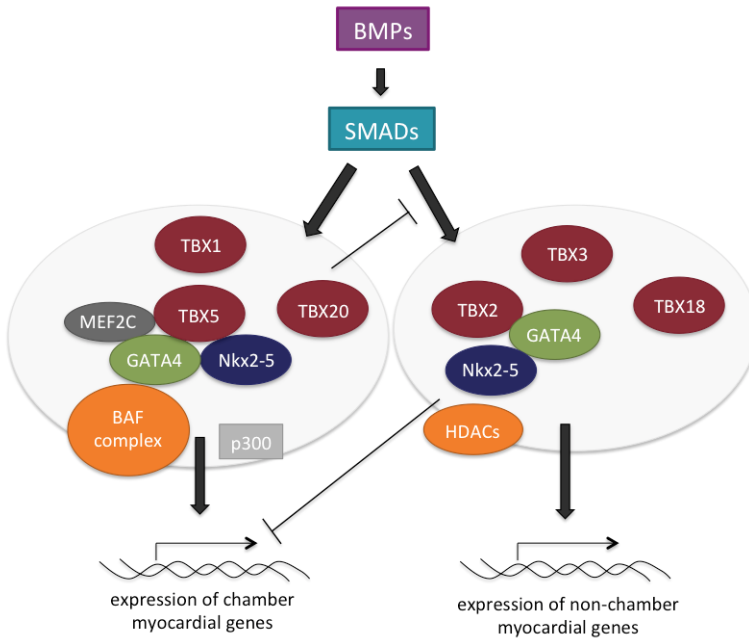 BMPs
SMADs
TBX1
TBX5
TBX20
MEF2C
GATA4
Nkx2-5
BAF
complex
p300
TBX3
TBX2
TBX18
GATA4
Nkx2-5
HDACs
expression of chamber
myocardial genes
expression of non-chamber
myocardial genes